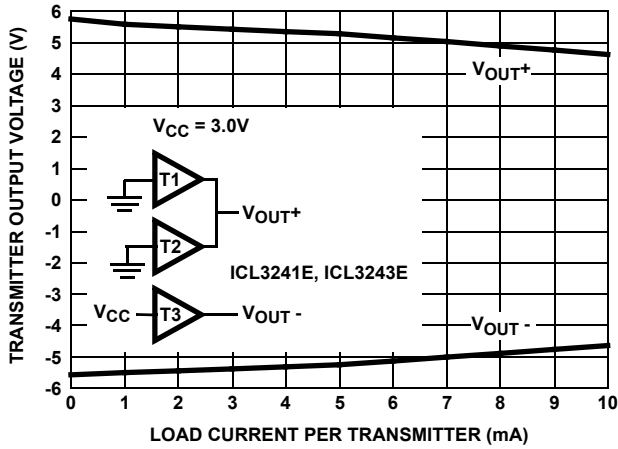 TRANSMITTER OUTPUT VOLTAGE (V)
6
5
4
3
2
1
0
-1
-2
-3
-4
-5
-6
VOUT+
VCC = 3.0V
T1
VOUT+
T2
ICL3241E, ICL3243E
VCC
T3
VOUT -
VOUT -
0 1 2 3 4 5 6 7 8 9 10
LOAD CURRENT PER TRANSMITTER (mA)